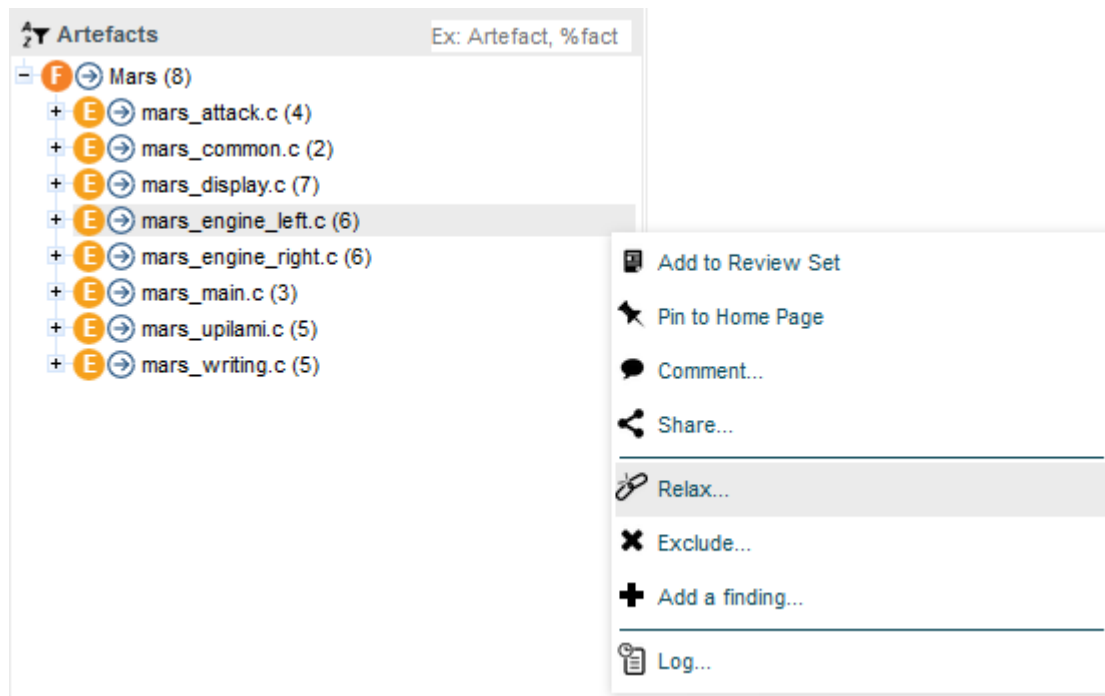 Artefacts Ex: Artefact, %fact
F Mars (8)
E mars_attack.c (4)
E mars_common.c (2)
E mars_display.c (7)
E mars_engine_left.c (6)
E mars_engine_right.c (6)
E mars_main.c (3)
E mars_upilami.c (5)
E mars_writing.c (5)
Add to Review Set
Pin to Home Page
Comment...
Share...
Relax...
Exclude...
Add a finding...
Log...